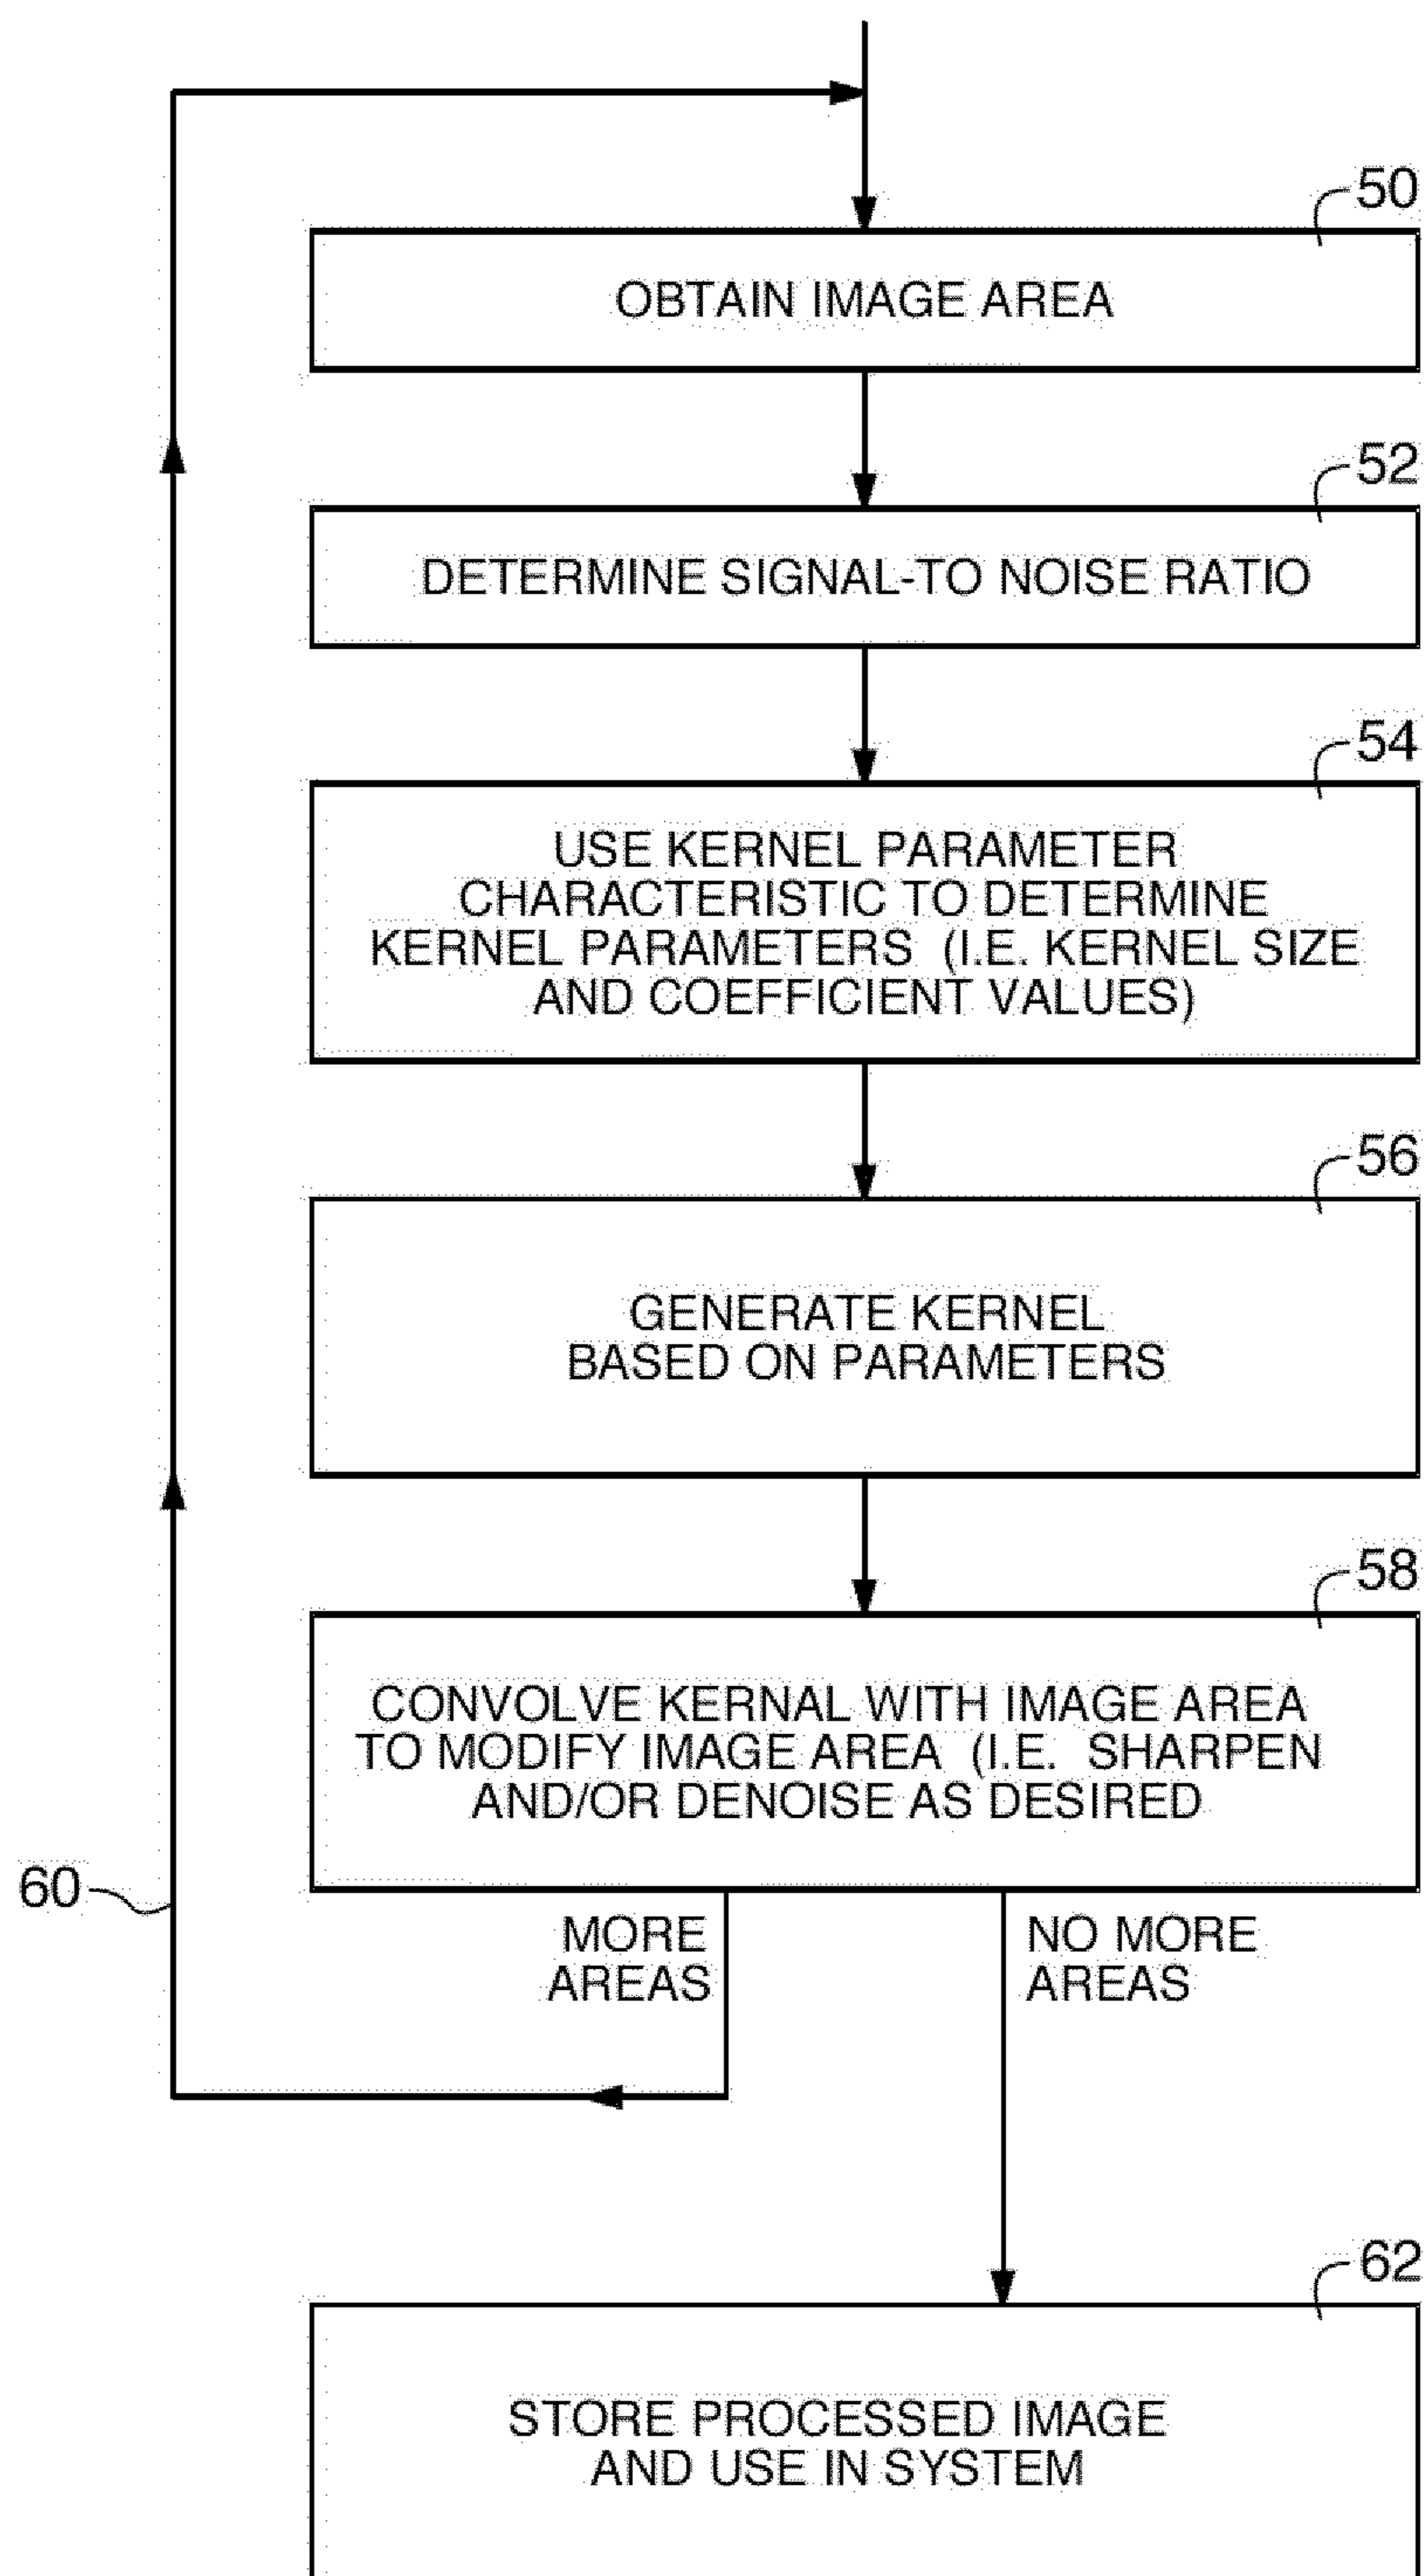 50
OBTAIN IMAGE AREA
52
DETERMINE SIGNAL-TO NOISE RATIO
54
USE KERNEL PARAMETER
CHARACTERISTIC TO DETERMINE
KERNEL PARAMETERS (I.E. KERNEL SIZE
AND COEFFICIENT VALUES)
56
GENERATE KERNEL
BASED ON PARAMETERS
58
CONVOLVE KERNAL WITH IMAGE AREA
TO MODIFY IMAGE AREA (I.E. SHARPEN
AND/OR DENOISE AS DESIRED
60
MORE
AREAS
NO MORE
AREAS
62
STORE PROCESSED IMAGE
AND USE IN SYSTEM